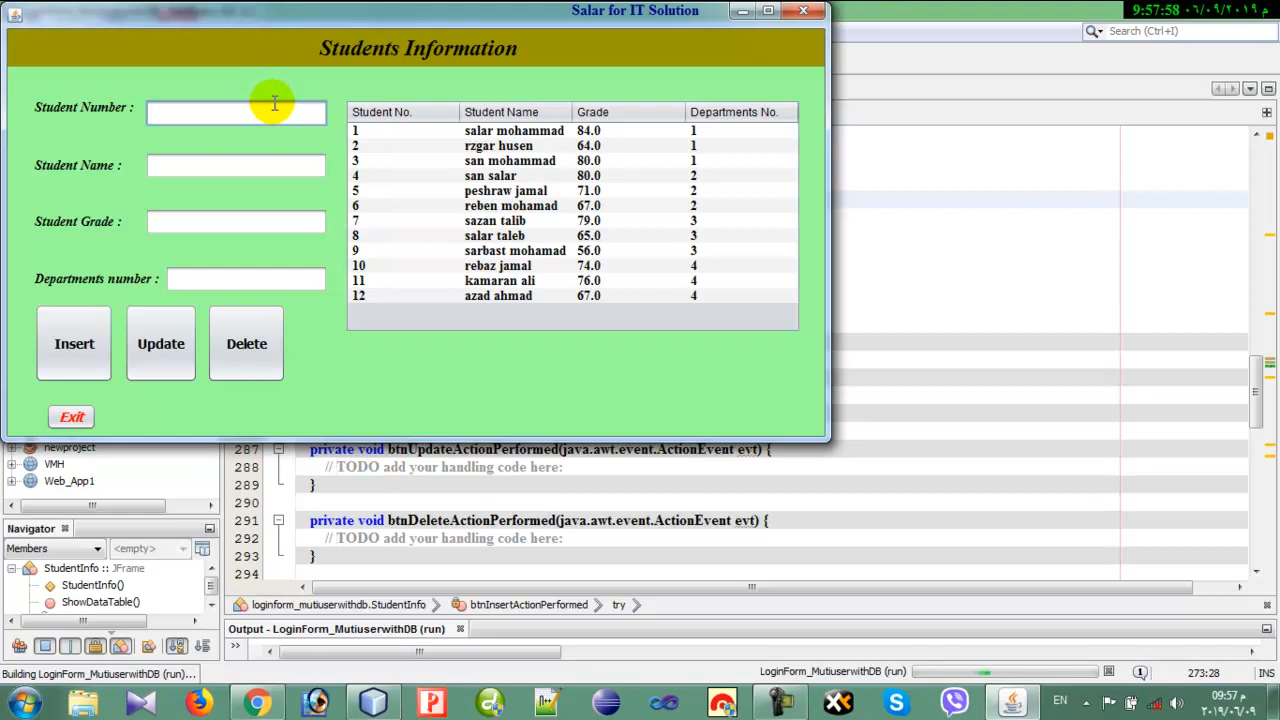 Salar for IT Solution
9:57:58 ٠٦/٠٩/٢٠١٩ م
Search (Ctrl+I)
Students Information
Student Number :
Student Name :
Student Grade :
Departments number :
Student No. Student Name Grade Departments No.
1 salar mohammad 84.0 1
2 rzgar husen 64.0 1
3 san mohammad 80.0 1
4 san salar 80.0 2
5 peshraw jamal 71.0 2
6 reben mohamad 67.0 2
7 sazan talib 79.0 3
8 salar taleb 65.0 3
9 sarbast mohamad 56.0 3
10 rebaz jamal 74.0 4
11 kamaran ali 76.0 4
12 azad ahmad 67.0 4
Insert Update Delete
Exit
newproject
VMH
Web_App1
Navigator
Members <empty>
StudentInfo :: JFrame
StudentInfo()
ShowDataTable()
287 private void btnUpdateActionPerformed(java.awt.event.ActionEvent evt) {
288 // TODO add your handling code here:
289 }
290
291 private void btnDeleteActionPerformed(java.awt.event.ActionEvent evt) {
292 // TODO add your handling code here:
293 }
294
loginform_mutiuserwithdb.StudentInfo btnInsertActionPerformed try
Output - LoginForm_MutiuserwithDB (run)
Building LoginForm_MutiuserwithDB (run)...
LoginForm_MutiuserwithDB (run) 1 273:28 INS
EN
م 09:57
٢٠١٩/٠٦/٠٩